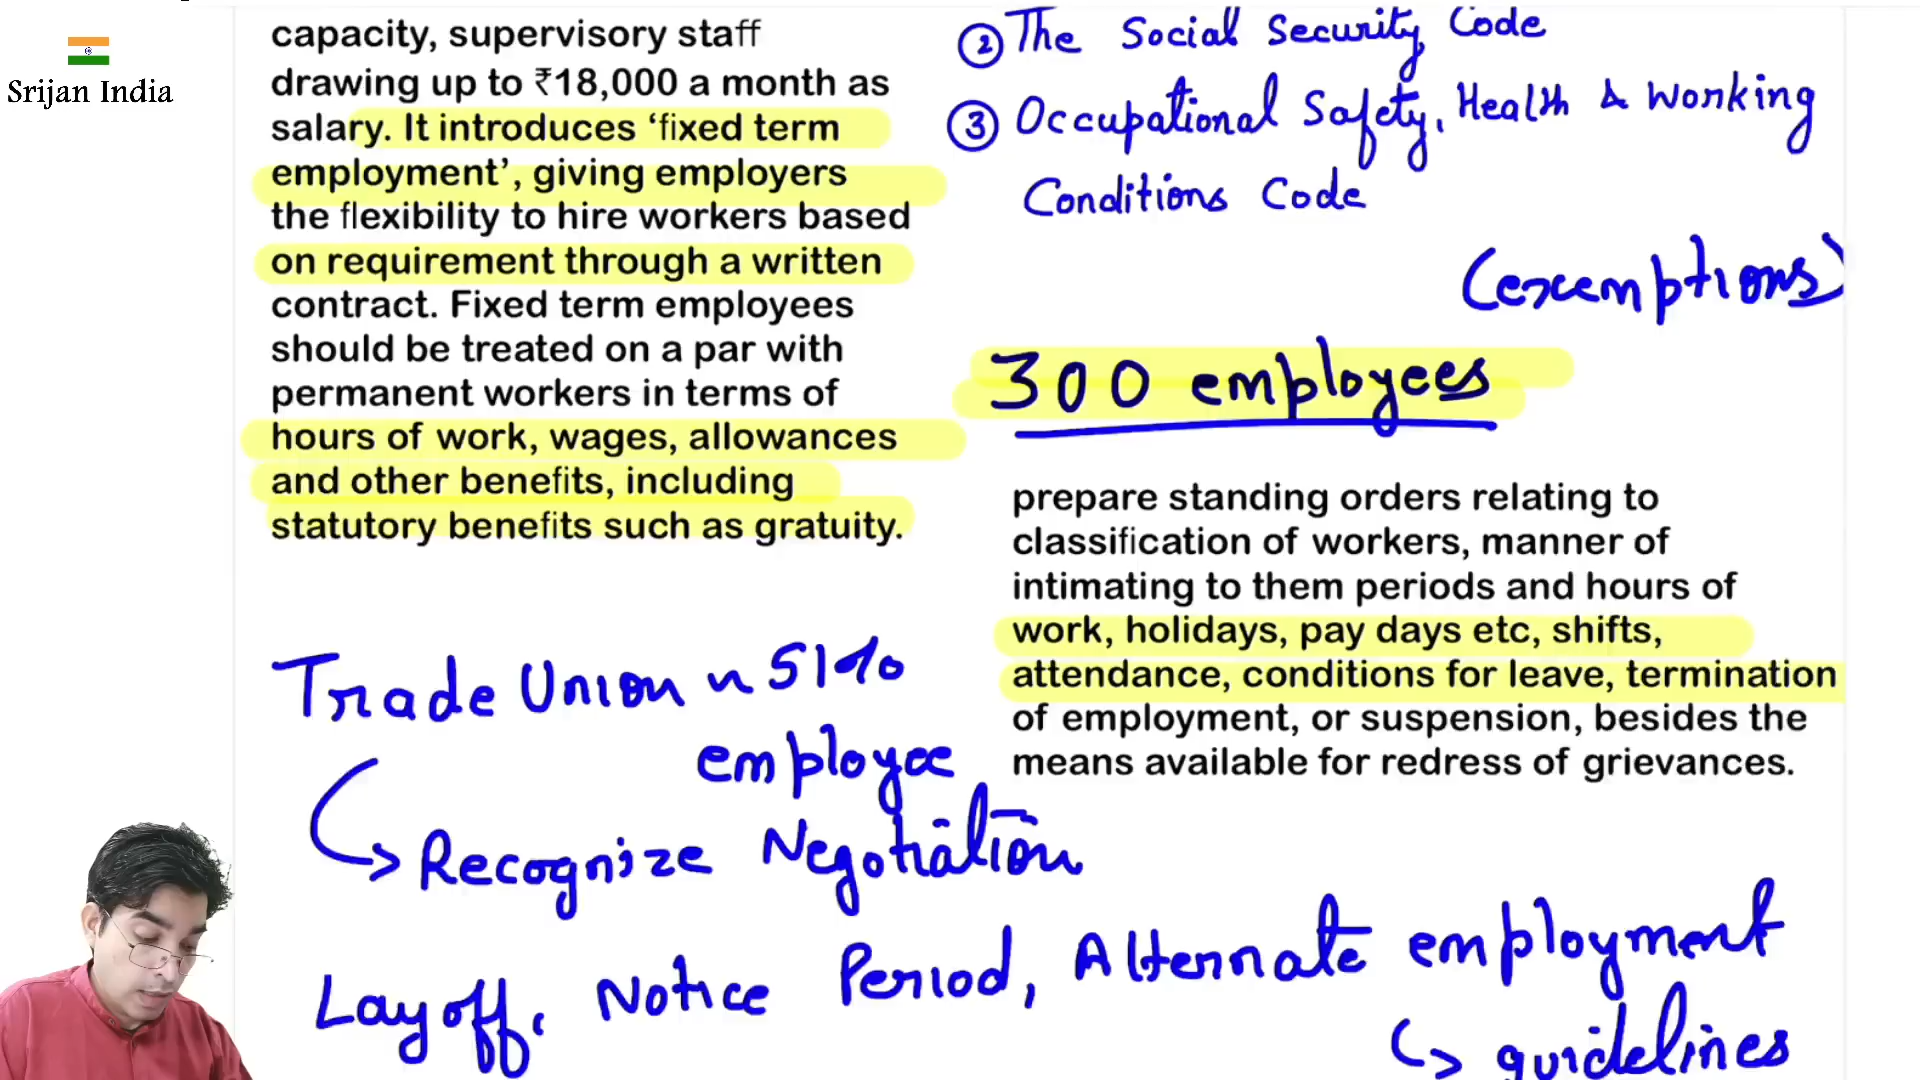 Srijan India
capacity, supervisory staff
drawing up to ₹18,000 a month as
salary. It introduces ‘fixed term
employment’, giving employers
the flexibility to hire workers based
on requirement through a written
contract. Fixed term employees
should be treated on a par with
permanent workers in terms of
hours of work, wages, allowances
and other benefits, including
statutory benefits such as gratuity.
② The Social Security Code
③ Occupational Safety, Health & Working
Conditions Code
(exemptions)
300 employees
prepare standing orders relating to
classification of workers, manner of
intimating to them periods and hours of
work, holidays, pay days etc, shifts,
attendance, conditions for leave, termination
of employment, or suspension, besides the
means available for redress of grievances.
Trade Union 51%
employee
Recognize Negotiation
Layoff, Notice Period, Alternate employment
guidelines